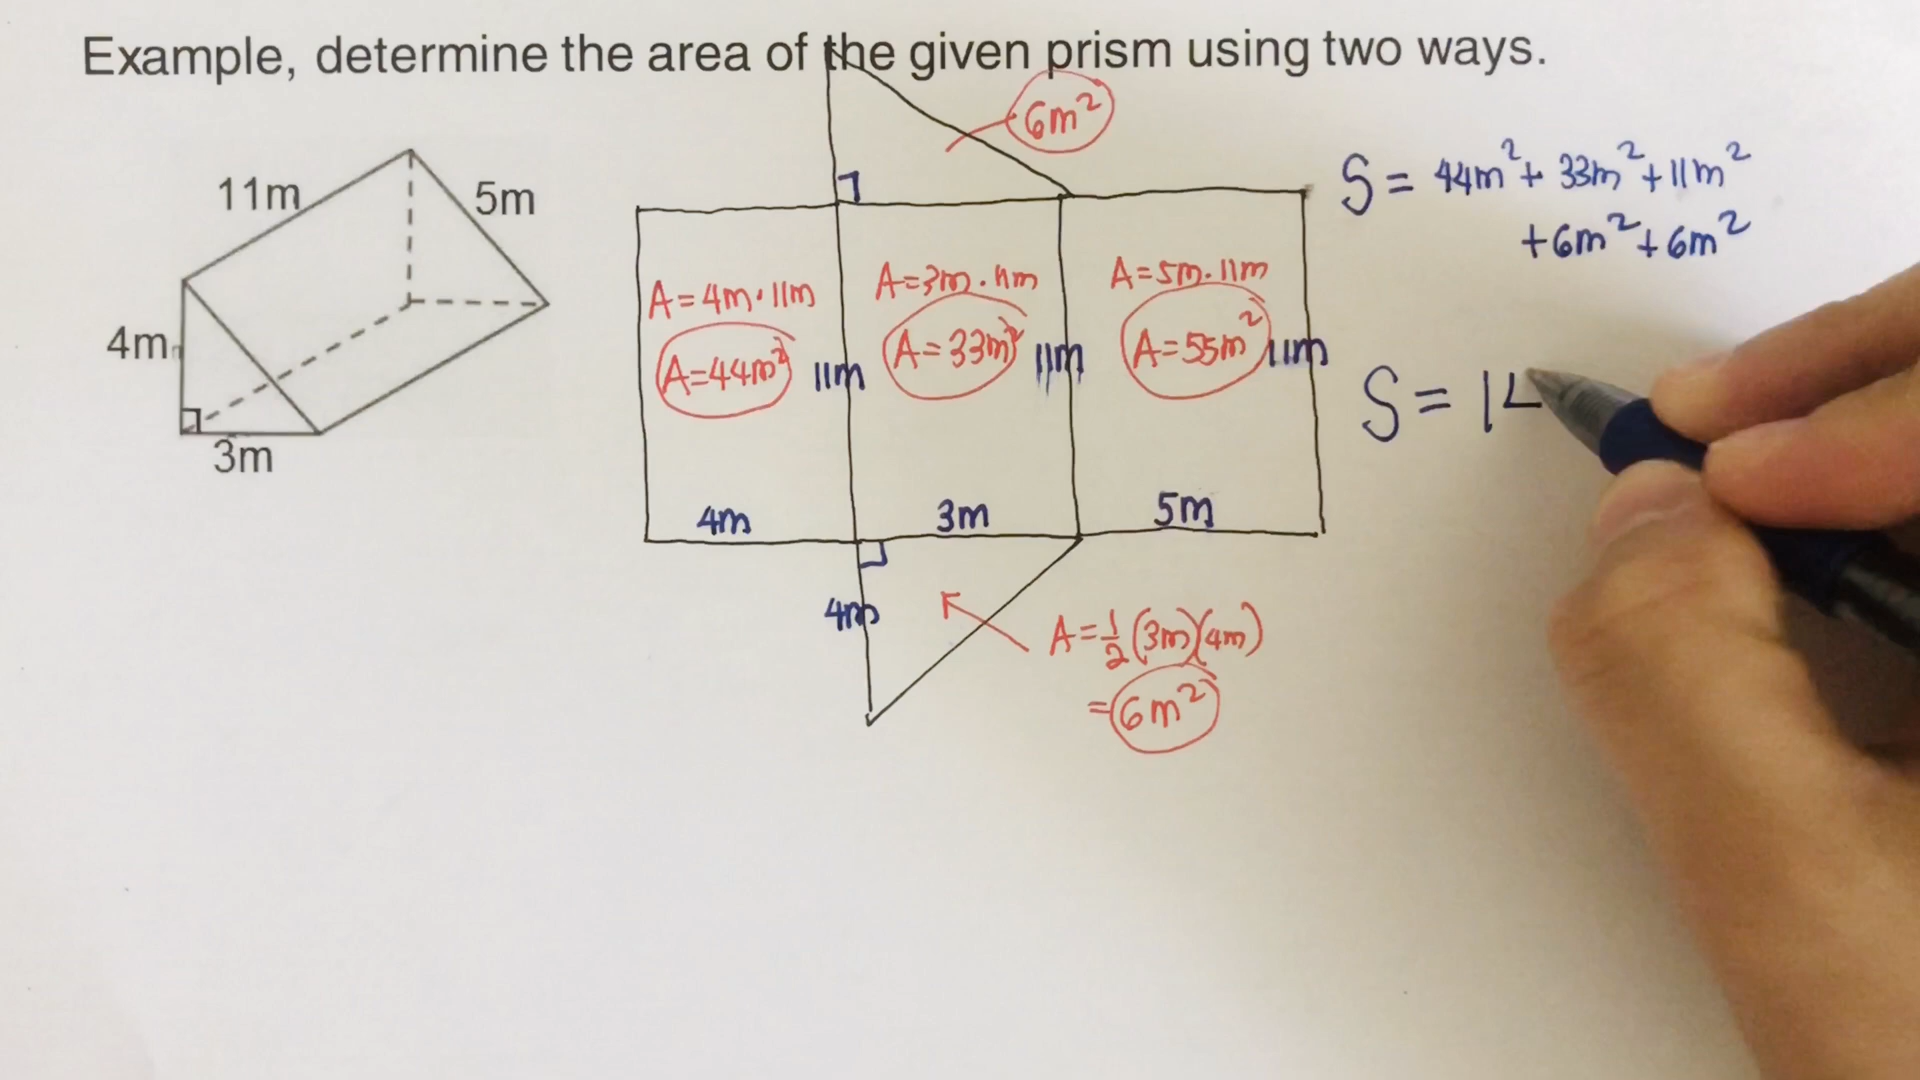 Example, determine the area of the given prism using two ways.
11m
5m
4m
3m
6m²
A=4m·11m
A=44m²
11m
A=3m·11m
A=33m²
11m
A=5m·11m
A=55m²
11m
4m
3m
5m
4m
A=½(3m)(4m)
=6m²
S=44m²+33m²+11m²
+6m²+6m²
S=14